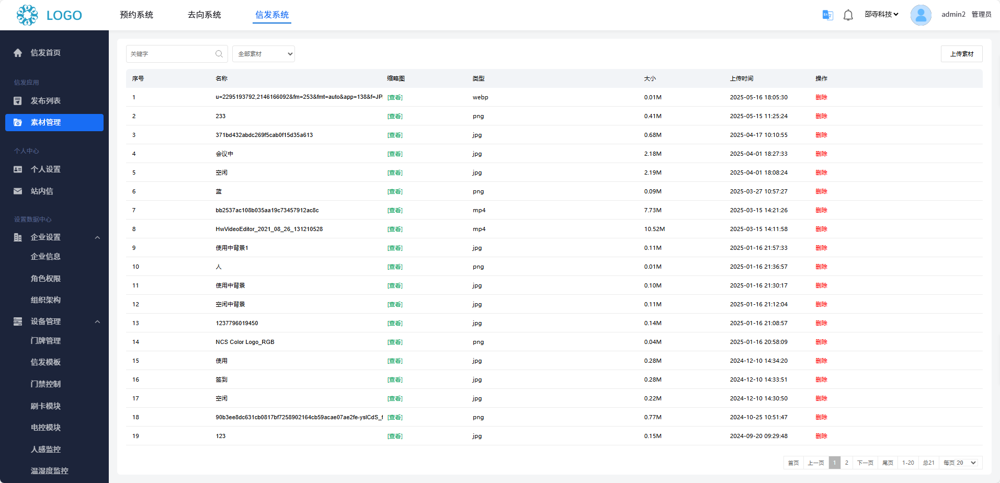 LOGO
预约系统 去向系统 信发系统
邵寺科技 admin2 管理员
信发首页
信发应用
发布列表
素材管理
个人中心
个人设置
站内信
设置数据中心
企业设置
企业信息
角色权限
组织架构
设备管理
门牌管理
信发模板
门禁控制
刷卡模块
电控模块
人感监控
温湿度监控
关键字 全部素材 上传素材
序号 名称 缩略图 类型 大小 上传时间 操作
1 u=2295193792,2146166092&fm=253&fmt=auto&app=138&f=JP [查看] webp 0.01M 2025-05-16 18:05:30 删除
2 233 [查看] png 0.41M 2025-05-15 11:25:24 删除
3 371bd432abdc269f5cab0f15d35a613 [查看] jpg 0.68M 2025-04-17 10:10:55 删除
4 会议中 [查看] jpg 2.18M 2025-04-01 18:27:33 删除
5 空闲 [查看] jpg 2.19M 2025-04-01 18:08:24 删除
6 蓝 [查看] png 0.09M 2025-03-27 10:57:27 删除
7 bb2537ac108b035aa19c73457912ac8c [查看] mp4 7.73M 2025-03-15 14:21:26 删除
8 HwVideoEditor_2021_08_26_131210528 [查看] mp4 10.52M 2025-03-15 14:11:58 删除
9 使用中背景1 [查看] jpg 0.11M 2025-01-16 21:57:33 删除
10 人 [查看] png 0.01M 2025-01-16 21:36:57 删除
11 使用中背景 [查看] jpg 0.10M 2025-01-16 21:30:17 删除
12 空闲中背景 [查看] jpg 0.11M 2025-01-16 21:12:04 删除
13 1237796019450 [查看] jpg 0.14M 2025-01-16 21:08:57 删除
14 NCS Color Logo_RGB [查看] png 0.04M 2025-01-16 20:58:09 删除
15 使用 [查看] jpg 0.28M 2024-12-10 14:34:20 删除
16 签到 [查看] jpg 0.28M 2024-12-10 14:33:51 删除
17 空闲 [查看] jpg 0.22M 2024-12-10 14:30:50 删除
18 90b3ee8dc631cb0817bf7258902164cb59acae07ae2fe-yslCdS_f [查看] png 0.77M 2024-10-25 10:51:47 删除
19 123 [查看] jpg 0.15M 2024-09-20 09:29:48 删除
首页 上一页 1 2 下一页 尾页 1-20 总21 每页 20